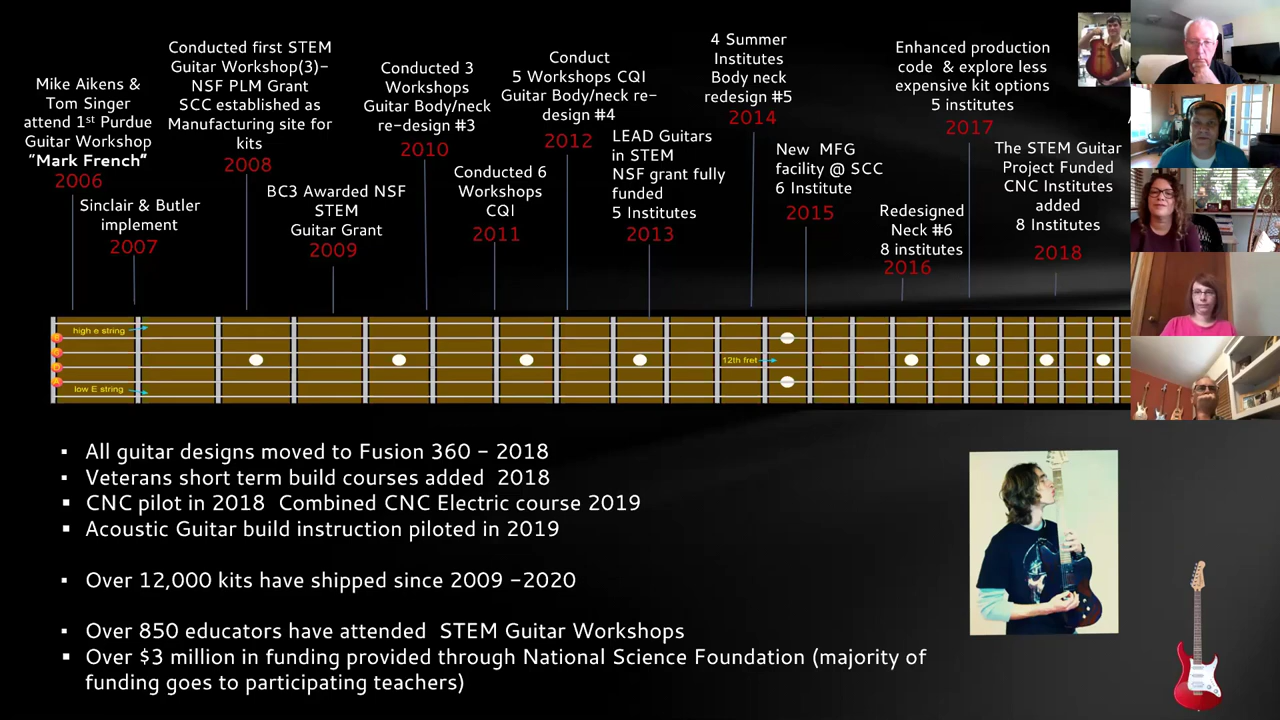 Mike Aikens &
Tom Singer
attend 1st Purdue
Guitar Workshop
"Mark French"
2006
Sinclair & Butler
implement
2007
Conducted first STEM
Guitar Workshop(3)-
NSF PLM Grant
SCC established as
Manufacturing site for
kits
2008
BC3 Awarded NSF
STEM
Guitar Grant
2009
Conducted 3
Workshops
Guitar Body/neck
re-design #3
2010
Conducted 6
Workshops
CQI
2011
Conduct
5 Workshops CQI
Guitar Body/neck re-
design #4
2012
LEAD Guitars
in STEM
NSF grant fully
funded
5 Institutes
2013
4 Summer
Institutes
Body neck
redesign #5
2014
New MFG
facility @ SCC
6 Institute
2015
Redesigned
Neck #6
8 institutes
2016
Enhanced production
code & explore less
expensive kit options
5 institutes
2017
The STEM Guitar
Project Funded
CNC Institutes
added
8 Institutes
2018
high e string
12th fret
low E string
▪ All guitar designs moved to Fusion 360 – 2018
▪ Veterans short term build courses added 2018
▪ CNC pilot in 2018 Combined CNC Electric course 2019
▪ Acoustic Guitar build instruction piloted in 2019
▪ Over 12,000 kits have shipped since 2009 –2020
▪ Over 850 educators have attended STEM Guitar Workshops
▪ Over $3 million in funding provided through National Science Foundation (majority of
funding goes to participating teachers)